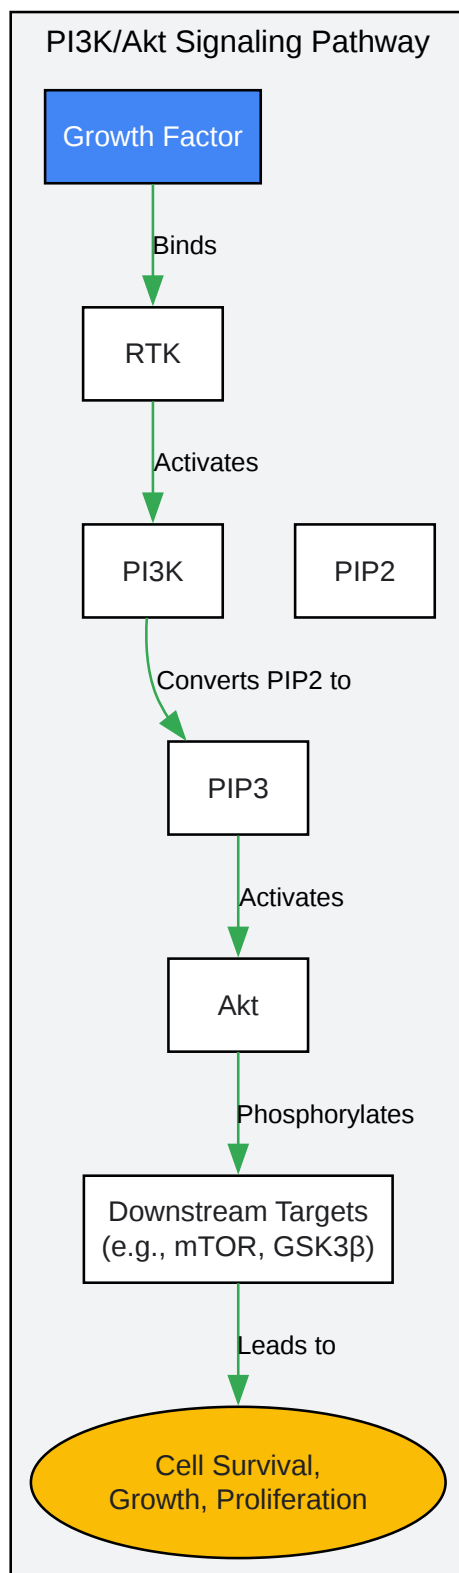 PI3K/Akt Signaling Pathway
Growth Factor
Binds
RTK
Activates
PI3K
PIP2
Converts PIP2 to
PIP3
Activates
Akt
Phosphorylates
Downstream Targets
(e.g., mTOR, GSK3β)
Leads to
Cell Survival,
Growth, Proliferation